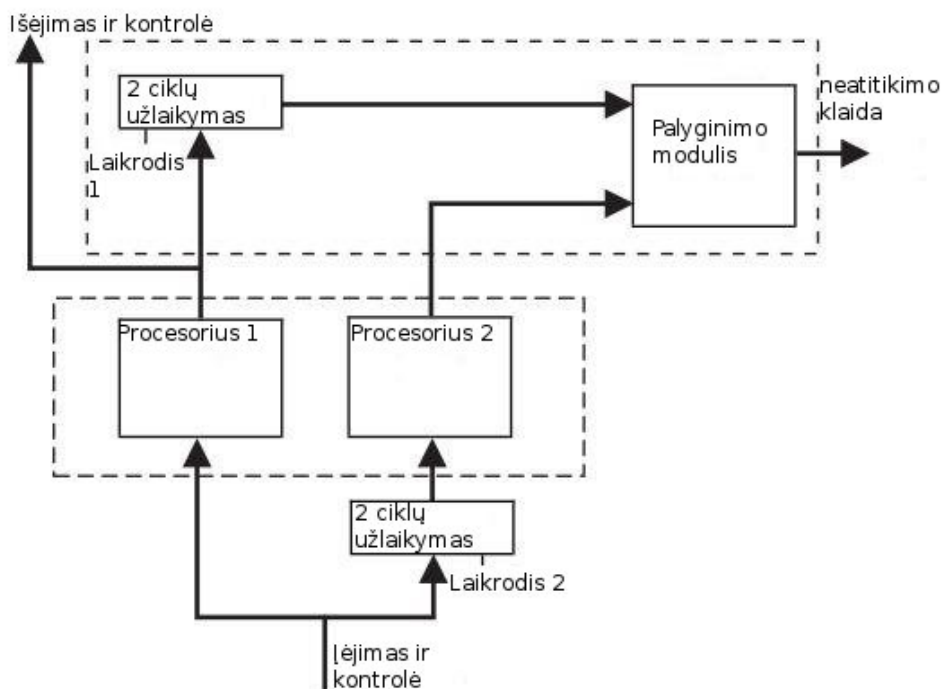 Išėjimas ir kontrolė
2 ciklų
užlaikymas
Laikrodis
1
Palyginimo
modulis
neatitikimo
klaida
Procesorius 1
Procesorius 2
2 ciklų
užlaikymas
Laikrodis 2
Įėjimas ir
kontrolė